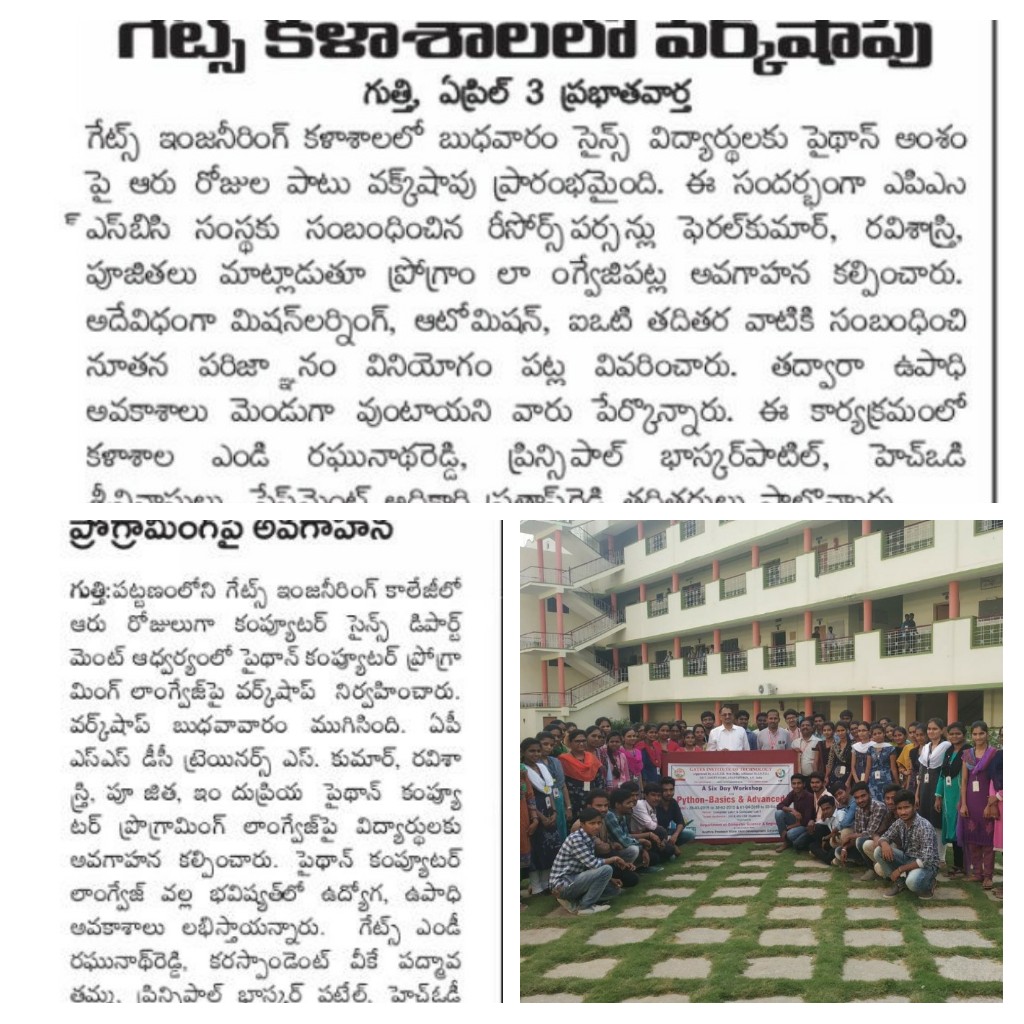 గేట్స్ కళాశాలలో వర్క్‌షాపు
గుత్తి, ఏప్రిల్ 3 ప్రభాతవార్త
గేట్స్ ఇంజనీరింగ్ కళాశాలలో బుధవారం సైన్స్ విద్యార్థులకు పైథాన్ అంశం
పై ఆరు రోజుల పాటు వర్క్‌షాపు ప్రారంభమైంది. ఈ సందర్భంగా ఎపిఎస
్ ఎస్‌బిసి సంస్థకు సంబంధించిన రీసోర్స్ పర్సన్లు ఫెరల్‌కుమార్, రవిశాస్త్రి,
పూజితలు మాట్లాడుతూ ప్రోగ్రాం లా ంగ్వేజిపట్ల అవగాహన కల్పించారు.
అదేవిధంగా మిషన్‌లర్నింగ్, ఆటోమిషన్, ఐఒటి తదితర వాటికి సంబంధించి
నూతన పరిజ్ఞానం వినియోగం పట్ల వివరించారు. తద్వారా ఉపాధి
అవకాశాలు మెండుగా వుంటాయని వారు పేర్కొన్నారు. ఈ కార్యక్రమంలో
కళాశాల ఎండి రఘునాథరెడ్డి, ప్రిన్సిపాల్ భాస్కర్‌పాటిల్, హెచ్‌ఒడి
ప్రోగ్రామింగ్‌పై అవగాహన
గుత్తి:పట్టణంలోని గేట్స్ ఇంజనీరింగ్ కాలేజీలో
ఆరు రోజులుగా కంప్యూటర్ సైన్స్ డిపార్ట్
మెంట్ ఆధ్వర్యంలో పైథాన్ కంప్యూటర్ ప్రోగ్రా
మింగ్ లాంగ్వేజ్‌పై వర్క్‌షాప్ నిర్వహించారు.
వర్క్‌షాప్ బుధవావారం ముగిసింది. ఏపీ
ఎస్ఎస్ డీసీ ట్రెయినర్స్ ఎస్. కుమార్, రవిశా
స్త్రి, పూ జిత, ఇం దుప్రియ పైథాన్ కంప్యూ
టర్ ప్రొగ్రామింగ్ లాంగ్వేజ్‌పై విద్యార్థులకు
అవగాహన కల్పించారు. పైథాన్ కంప్యూటర్
లాంగ్వేజ్ వల్ల భవిష్యత్‌లో ఉద్యోగ, ఉపాధి
అవకాశాలు లభిస్తాయన్నారు. గేట్స్ ఎండీ
రఘునాథ్‌రెడ్డి, కరస్పాండెంట్ వీకే పద్మావ
తమ్మ, ప్రిన్సిపాల్ భాస్కర్ పటేల్, హెచ్ఓడీ
GATES INSTITUTE OF TECHNOLOGY
A Six Day Workshop
Python-Basics & Advanced